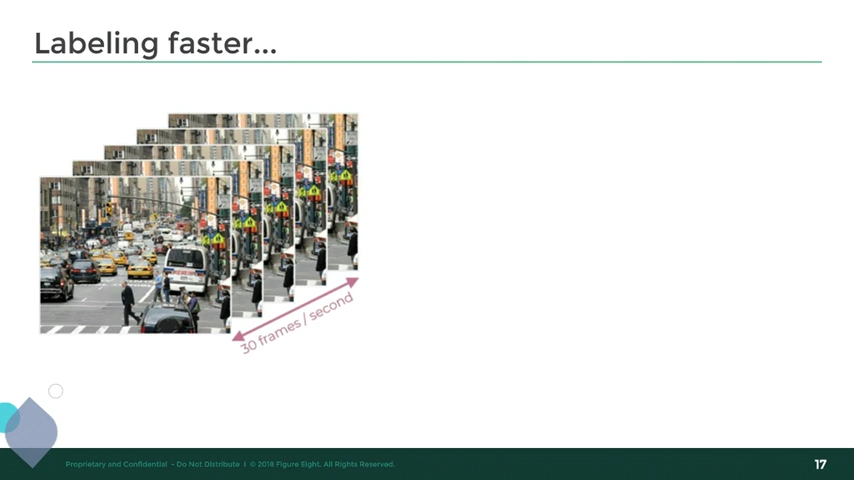 Labeling faster...
30 frames / second
Proprietary and Confidential - Do Not Distribute I © 2018 Figure Eight. All Rights Reserved.
17